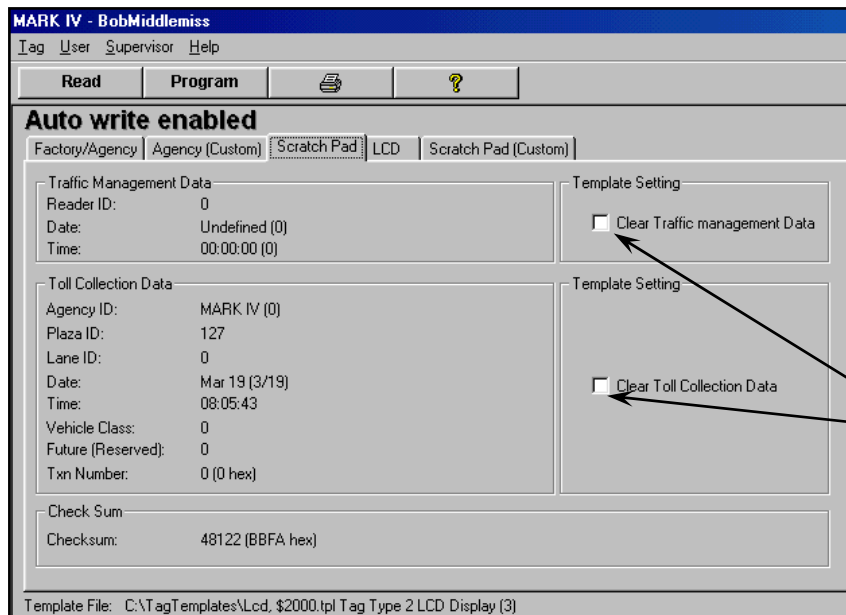 MARK IV - BobMiddlemiss
Tag User Supervisor Help
Read Program ?
Auto write enabled
Factory/Agency Agency (Custom) Scratch Pad LCD Scratch Pad (Custom)
Traffic Management Data
Reader ID: 0
Date: Undefined (0)
Time: 00:00:00 (0)
Template Setting
Clear Traffic management Data
Toll Collection Data
Agency ID: MARK IV (0)
Plaza ID: 127
Lane ID: 0
Date: Mar 19 (3/19)
Time: 08:05:43
Vehicle Class: 0
Future (Reserved): 0
Txn Number: 0 (0 hex)
Template Setting
Clear Toll Collection Data
Check Sum
Checksum: 48122 (BBFA hex)
Template File: C:\TagTemplates\Lcd, $2000.tpl Tag Type 2 LCD Display (3)